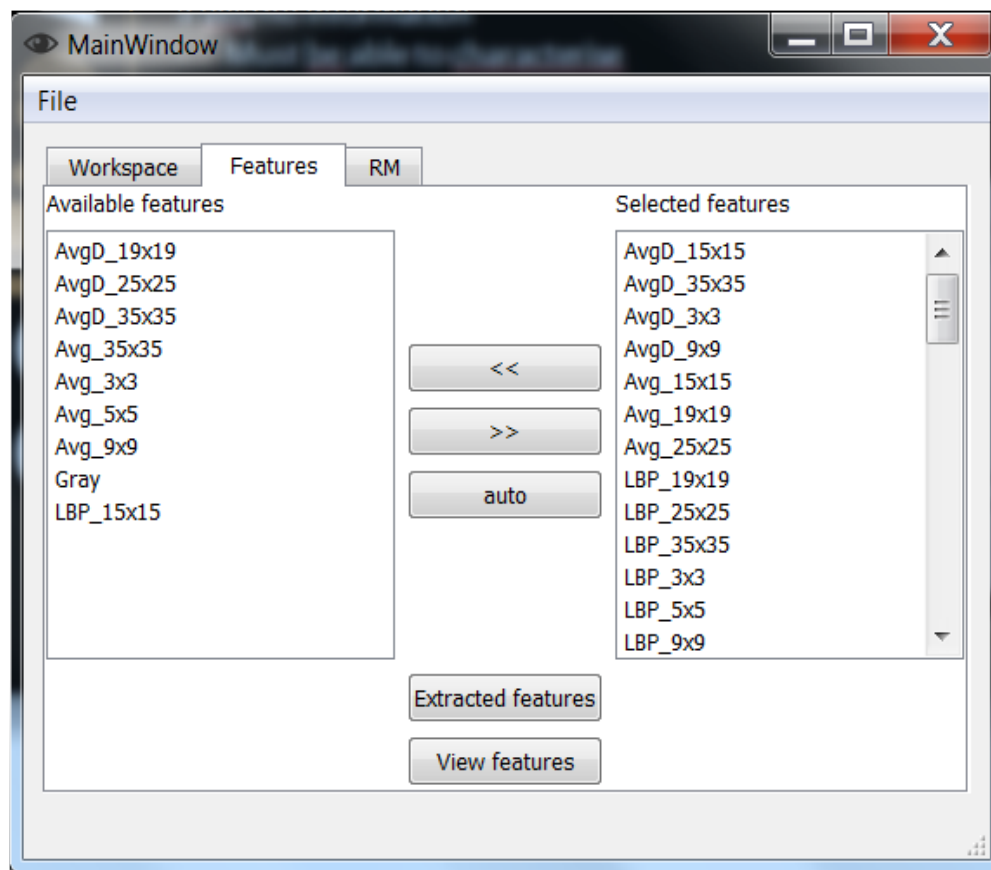 MainWindow
File
Workspace
Features
RM
Available features
AvgD_19x19
AvgD_25x25
AvgD_35x35
Avg_35x35
Avg_3x3
Avg_5x5
Avg_9x9
Gray
LBP_15x15
<<
>>
auto
Selected features
AvgD_15x15
AvgD_35x35
AvgD_3x3
AvgD_9x9
Avg_15x15
Avg_19x19
Avg_25x25
LBP_19x19
LBP_25x25
LBP_35x35
LBP_3x3
LBP_5x5
LBP_9x9
Extracted features
View features